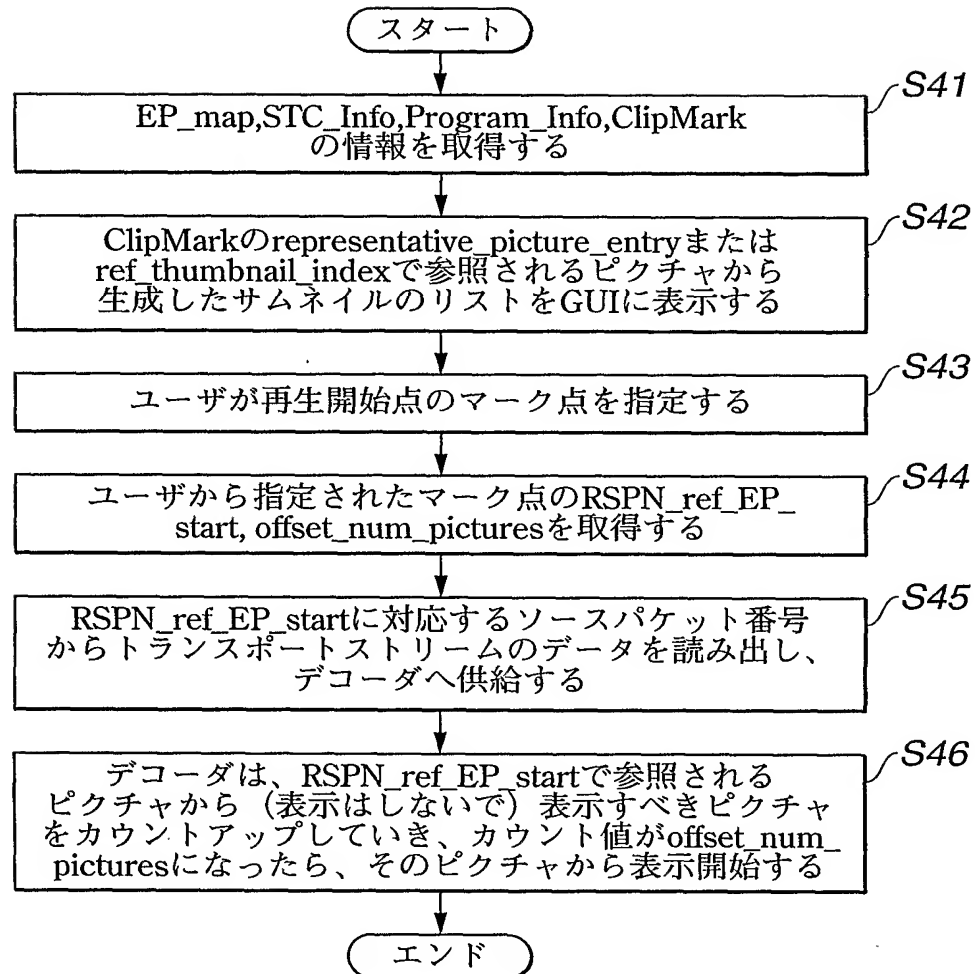 スタート
S41
EP_map,STC_Info,Program_Info,ClipMark
の情報を取得する
S42
ClipMarkのrepresentative_picture_entryまたは
ref_thumbnail_indexで参照されるピクチャから
生成したサムネイルのリストをGUIに表示する
S43
ユーザが再生開始点のマーク点を指定する
S44
ユーザから指定されたマーク点のRSPN_ref_EP_
start, offset_num_picturesを取得する
S45
RSPN_ref_EP_startに対応するソースパケット番号
からトランスポートストリームのデータを読み出し、
デコーダへ供給する
S46
デコーダは、RSPN_ref_EP_startで参照される
ピクチャから（表示はしないで）表示すべきピクチャ
をカウントアップしていき、カウント値がoffset_num_
picturesになったら、そのピクチャから表示開始する
エンド